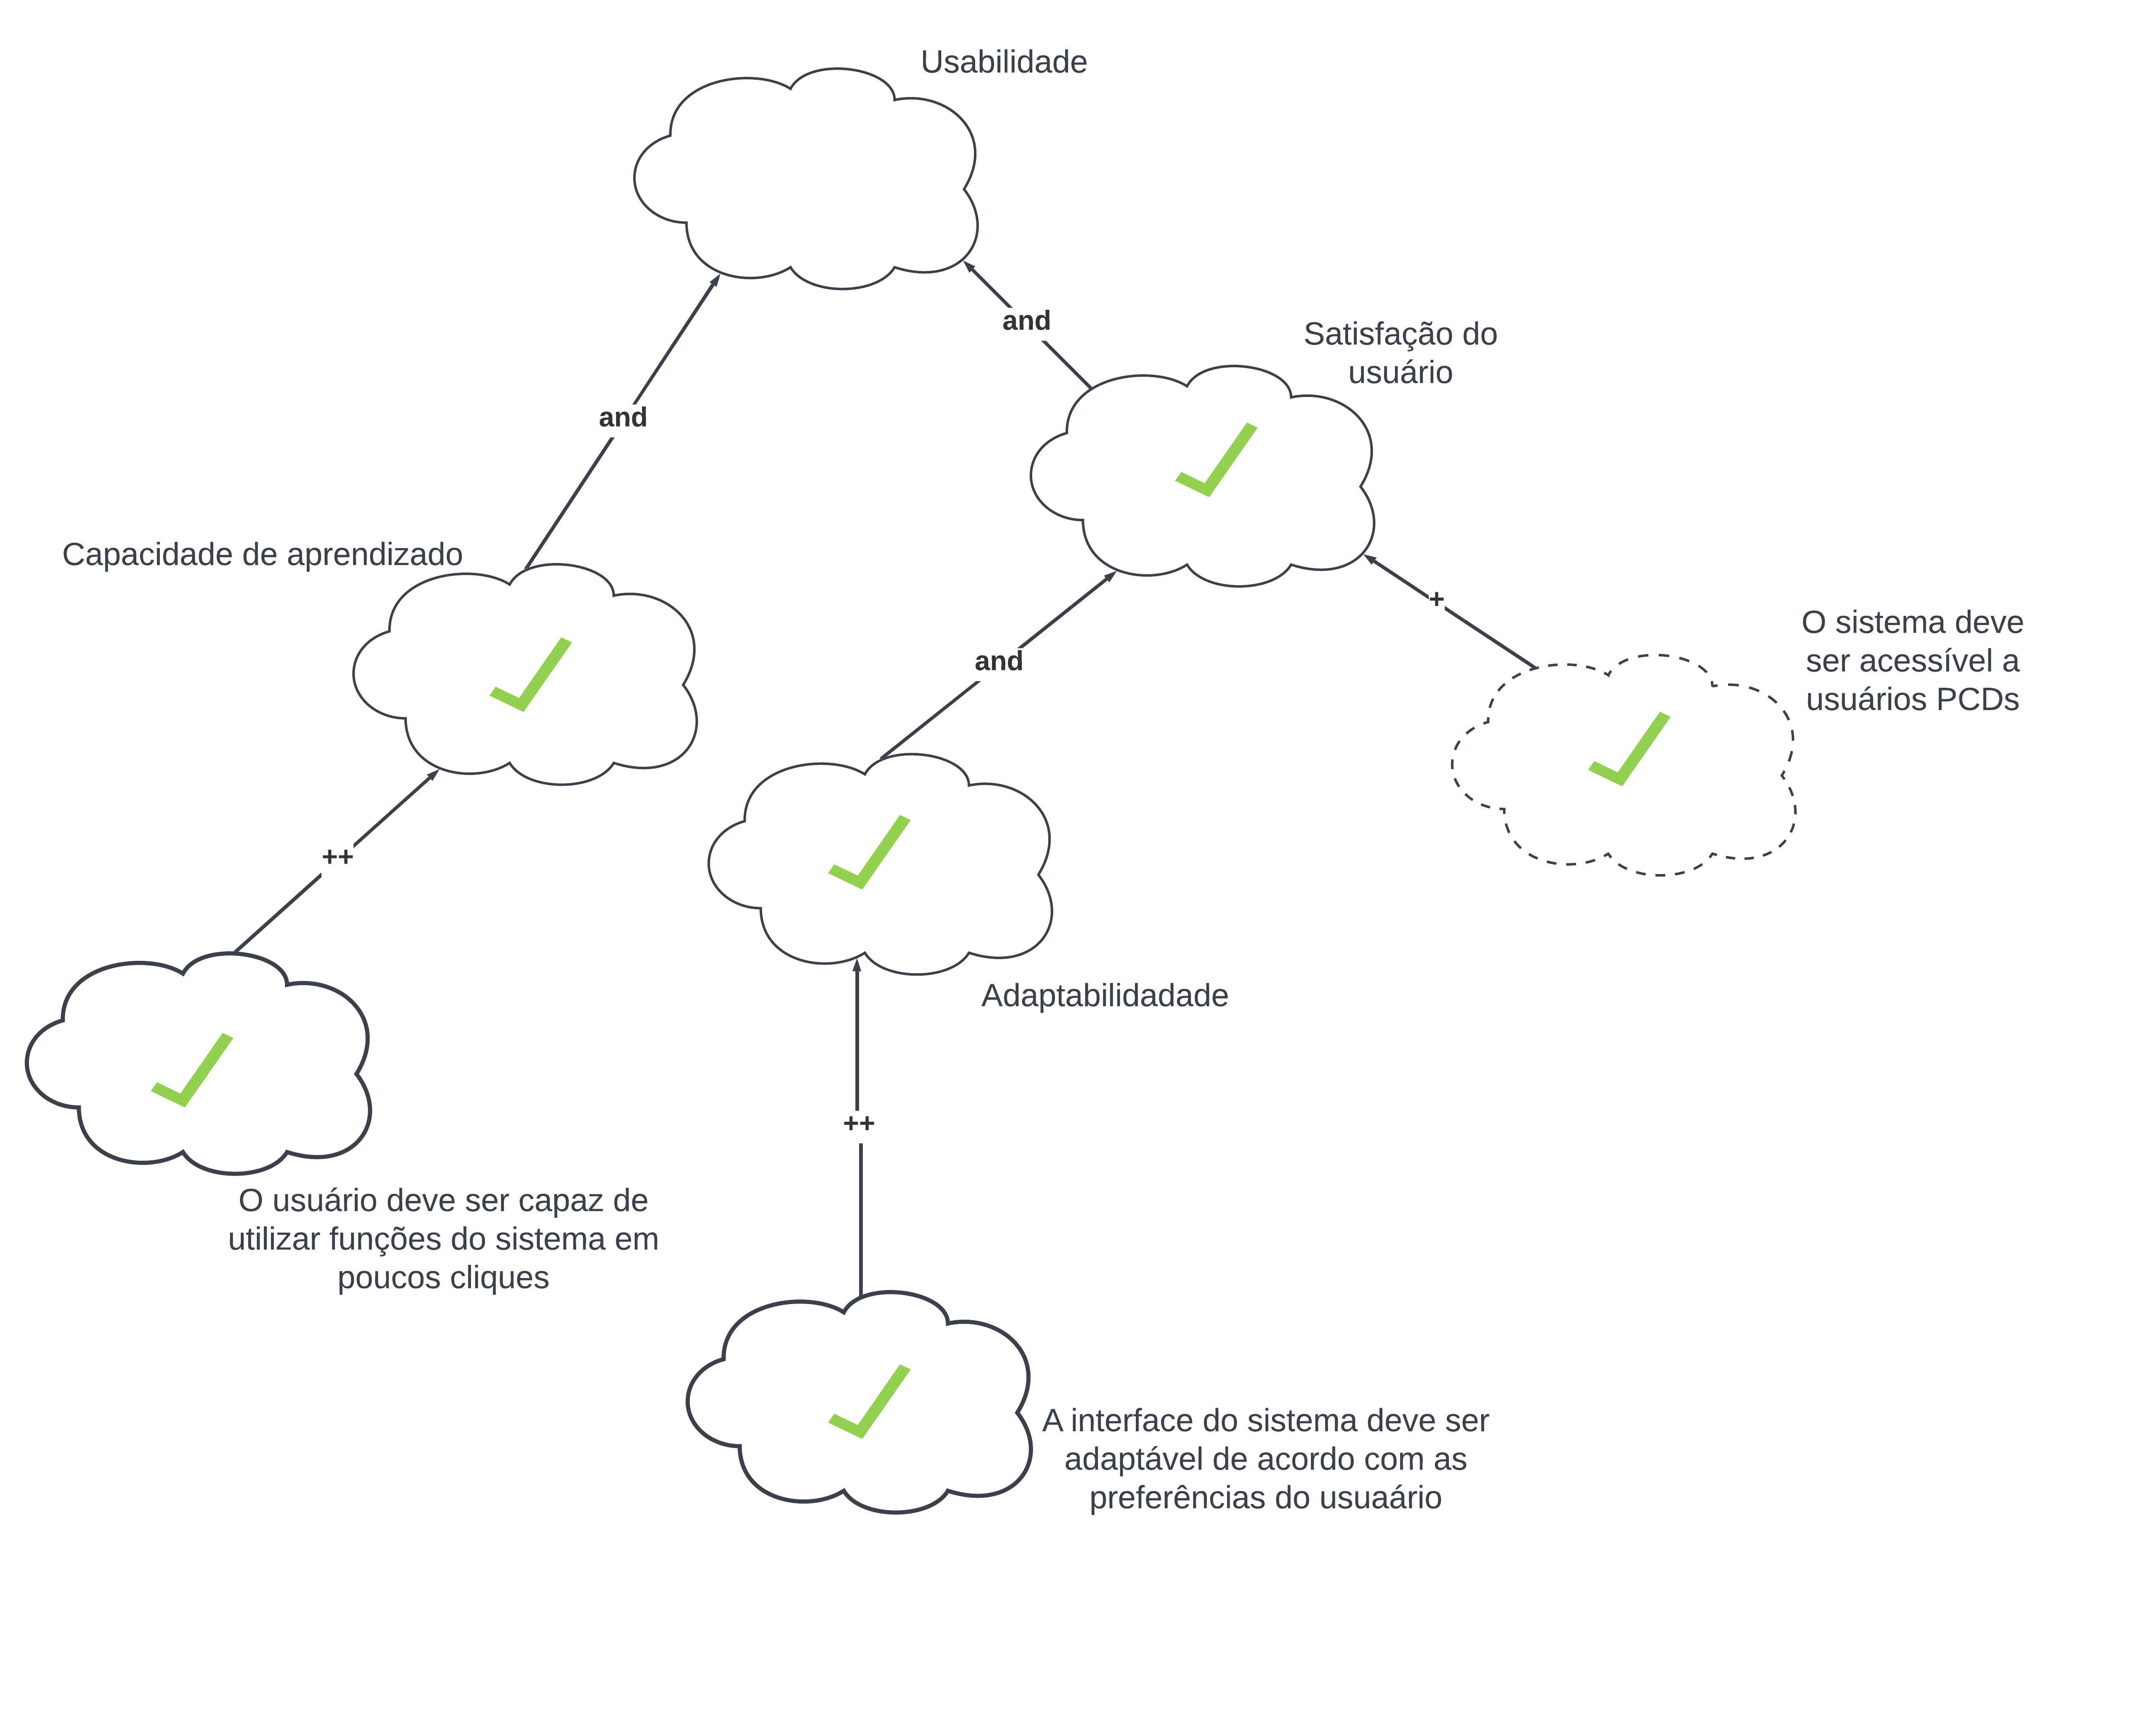 Usabilidade
and
Satisfação do
usuário
and
Capacidade de aprendizado
+
O sistema deve
ser acessível a
usuários PCDs
and
++
Adaptabilidadade
++
O usuário deve ser capaz de
utilizar funções do sistema em
poucos cliques
A interface do sistema deve ser
adaptável de acordo com as
preferências do usuaário